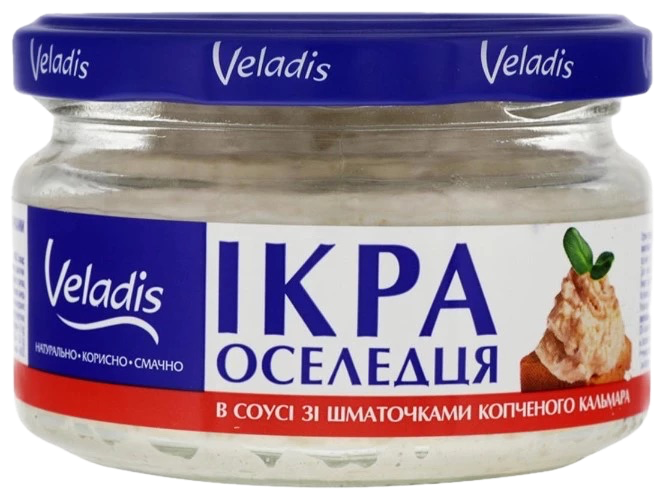 Veladis Veladis Veladis
Veladis
НАТУРАЛЬНО • КОРИСНО • СМАЧНО
ІКРА
ОСЕЛЕДЦЯ
В СОУСІ ЗІ ШМАТОЧКАМИ КОПЧЕНОГО КАЛЬМАРА